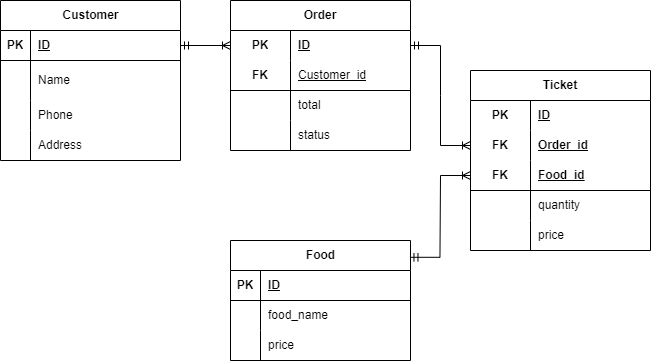 Customer
PK ID
Name
Phone
Address
Order
PK ID
FK Customer_id
total
status
Ticket
PK ID
FK Order_id
FK Food_id
quantity
price
Food
PK ID
food_name
price